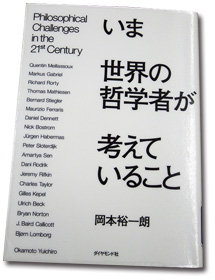 Philosophical
Challenges
in the
21st Century
Quentin Meillassoux
Markus Gabriel
Richard Rorty
Thomas Mathiesen
Bernard Stiegler
Maurizio Ferraris
Daniel Dennett
Nick Bostrom
Jürgen Habermas
Peter Sloterdijk
Amartya Sen
Dani Rodrik
Jeremy Rifkin
Charles Taylor
Gilles Kepel
Ulrich Beck
Bryan Norton
J. Baird Callicott
Bjørn Lomborg
Okamoto Yuichiro
いま
世界の
哲学者が
考えて
いること
岡本裕一朗
ダイヤモンド社